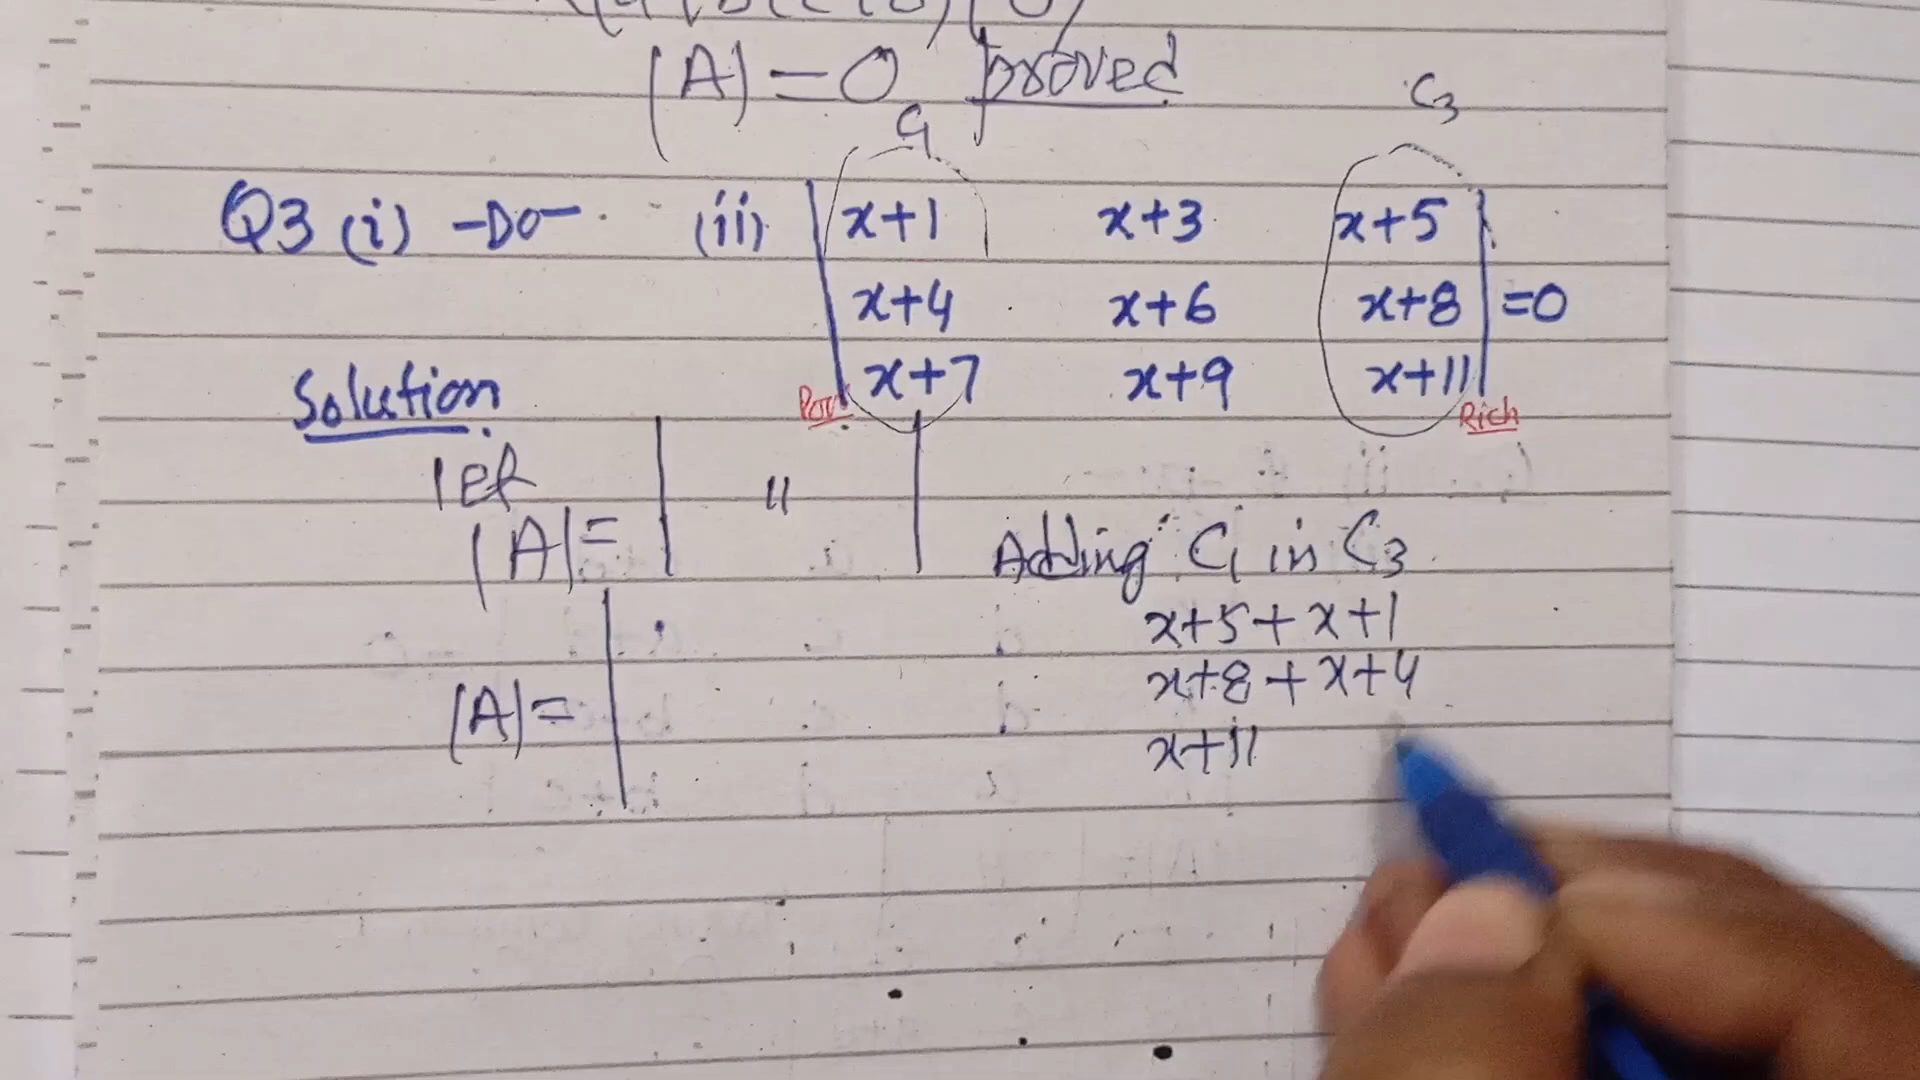 |A| = 0 proved
C1 C3
Q3 (i) -Do- (ii) | x+1 x+3 x+5 |
x+4 x+6 x+8 =0
x+7 x+9 x+11
Solution Poor Rich
let
|A|= | " | Adding C1 in C3
x+5+x+1
|A|= x+8+x+4
x+11